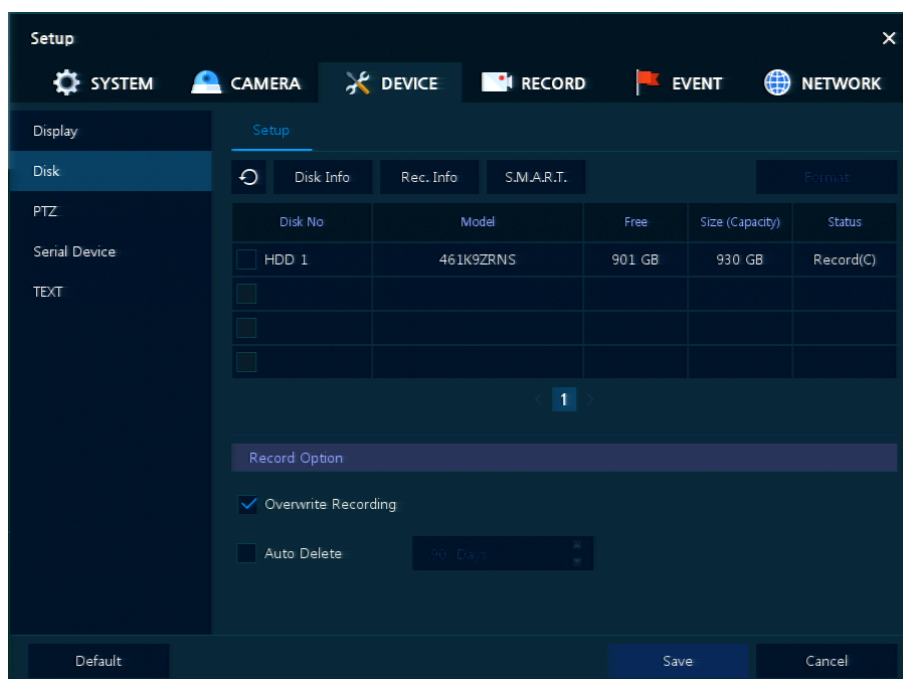 Setup
SYSTEM CAMERA DEVICE RECORD EVENT NETWORK
Display
Disk
PTZ
Serial Device
TEXT
Setup
Disk Info Rec. Info S.M.A.R.T. Format
Disk No Model Free Size (Capacity) Status
HDD 1 461K9ZRNS 901 GB 930 GB Record(C)
1
Record Option
Overwrite Recording
Auto Delete 90 Days
Default Save Cancel